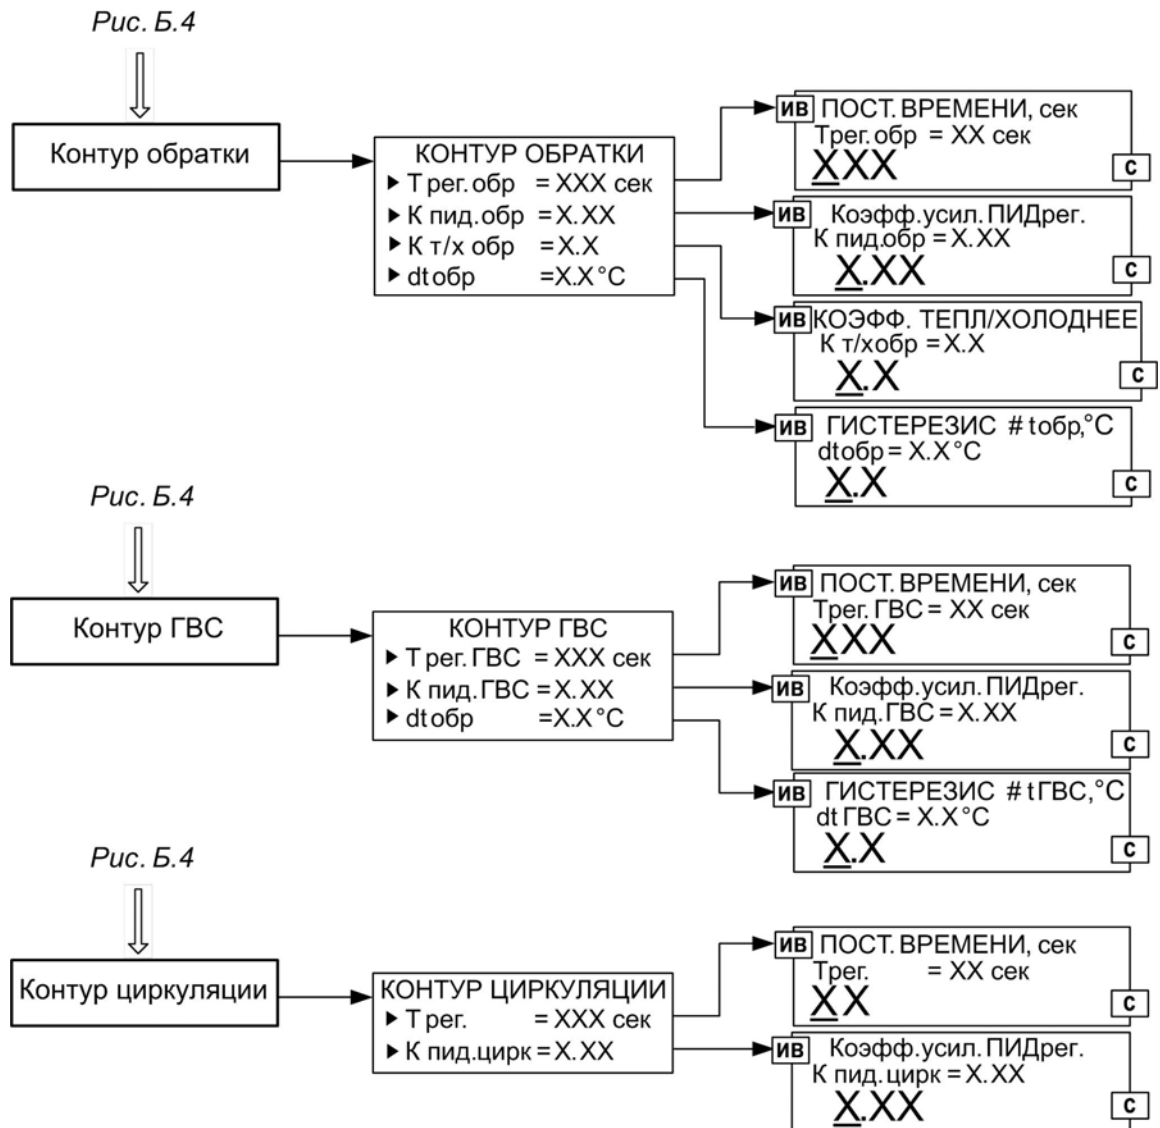 Рис. Б.4
Контур обратки
КОНТУР ОБРАТКИ
▶ Т рег. обр = XXX сек
▶ К пид. обр = X.XX
▶ К т/х обр = X.X
▶ dt обр =X.X °C
ИВ ПОСТ. ВРЕМЕНИ, сек
Трег. обр = XX сек
XXX
С
ИВ Коэфф.усил. ПИДрег.
К пид.обр = X.XX
X.XX
С
ИВ КОЭФФ. ТЕПЛ/ХОЛОДНЕЕ
К т/х обр = X.X
X.X
С
ИВ ГИСТЕРЕЗИС # tобр,°C
dtобр = X.X °C
X.X
С
Рис. Б.4
Контур ГВС
КОНТУР ГВС
▶ Т рег. ГВС = XXX сек
▶ К пид. ГВС = X.XX
▶ dt обр =X.X °C
ИВ ПОСТ. ВРЕМЕНИ, сек
Трег. ГВС = XX сек
XXX
С
ИВ Коэфф.усил. ПИДрег.
К пид. ГВС = X.XX
X.XX
С
ИВ ГИСТЕРЕЗИС # t ГВС,°C
dt ГВС = X.X °C
X.X
С
Рис. Б.4
Контур циркуляции
КОНТУР ЦИРКУЛЯЦИИ
▶ Т рег. = XXX сек
▶ К пид.цирк = X.XX
ИВ ПОСТ. ВРЕМЕНИ, сек
Трег. = XX сек
XX
С
ИВ Коэфф.усил. ПИДрег.
К пид. цирк = X.XX
X.XX
С